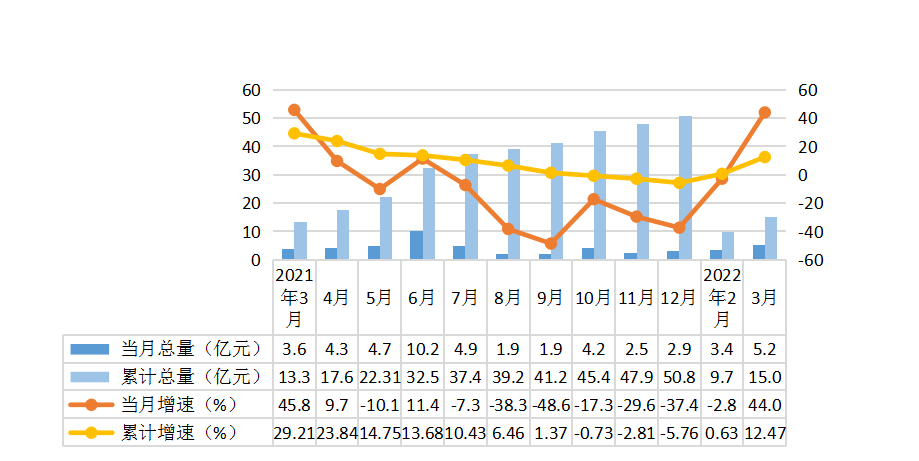 60 60
50 40
40 20
30 0
20 -20
10 -40
0 -60
2021年3月 4月 5月 6月 7月 8月 9月 10月 11月 12月 2022年2月 3月
当月总量（亿元） 3.6 4.3 4.7 10.2 4.9 1.9 1.9 4.2 2.5 2.9 3.4 5.2
累计总量（亿元） 13.3 17.6 22.31 32.5 37.4 39.2 41.2 45.4 47.9 50.8 9.7 15.0
当月增速（%） 45.8 9.7 -10.1 11.4 -7.3 -38.3 -48.6 -17.3 -29.6 -37.4 -2.8 44.0
累计增速（%） 29.21 23.84 14.75 13.68 10.43 6.46 1.37 -0.73 -2.81 -5.76 0.63 12.47